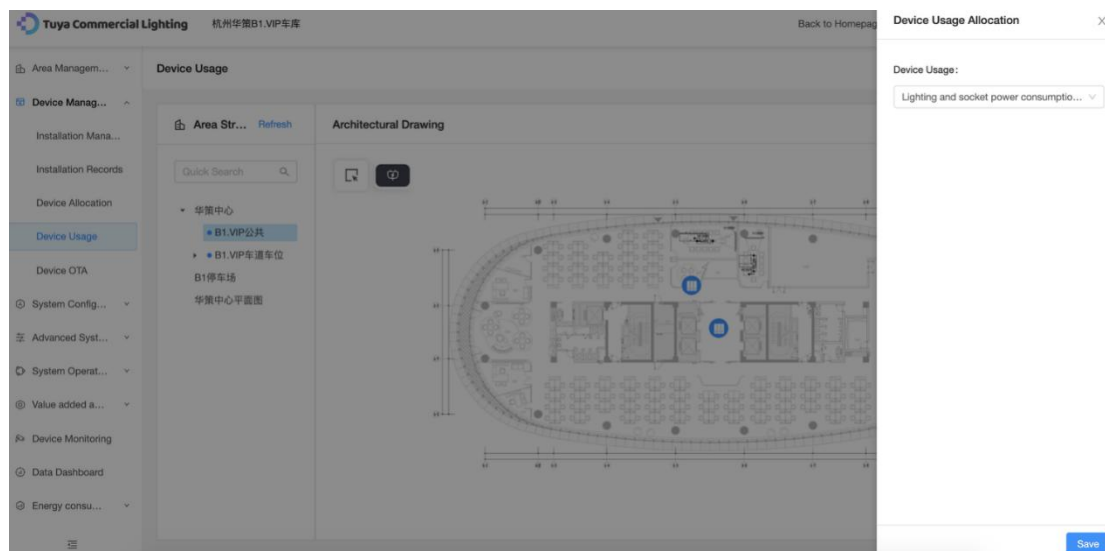 Tuya Commercial Lighting
杭州华策B1.VIP车库
Back to Homepag
Device Usage Allocation
Area Managem...
Device Usage
Device Usage:
Device Manag...
Lighting and socket power consumptio...
Area Str...
Refresh
Architectural Drawing
Installation Mana...
Installation Records
Quick Search
Device Allocation
华策中心
Device Usage
B1.VIP公共
B1.VIP车道车位
Device OTA
B1停车场
System Config...
华策中心平面图
Advanced Syst...
System Operat...
Value added a...
Device Monitoring
Data Dashboard
Energy consu...
Save